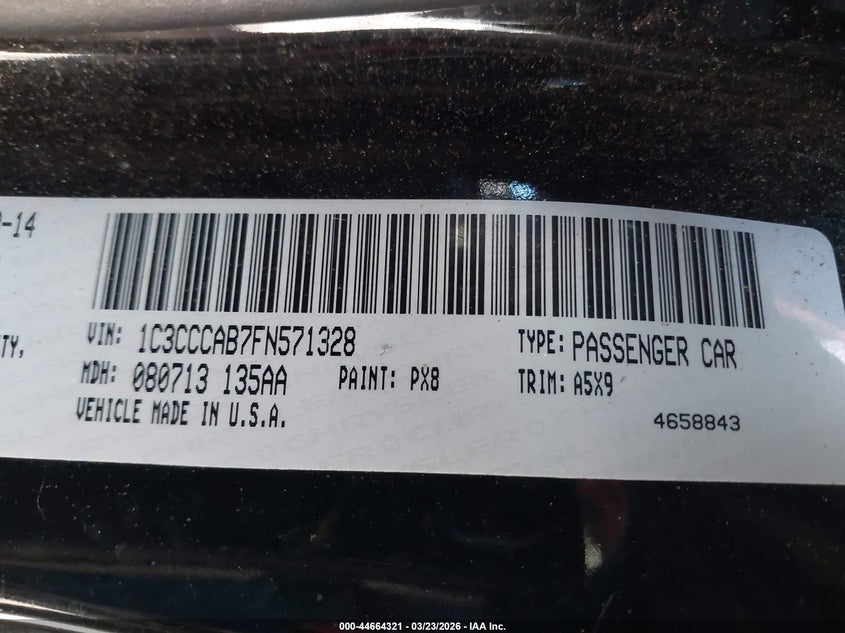 -14
TY,
VIN: 1C3CCCAB7FN571328
TYPE: PASSENGER CAR
MDH: 080713 135AA
PAINT: PX8
TRIM: A5X9
VEHICLE MADE IN U.S.A.
4658843
000-44664321 | 03/23/2026 - IAA Inc.